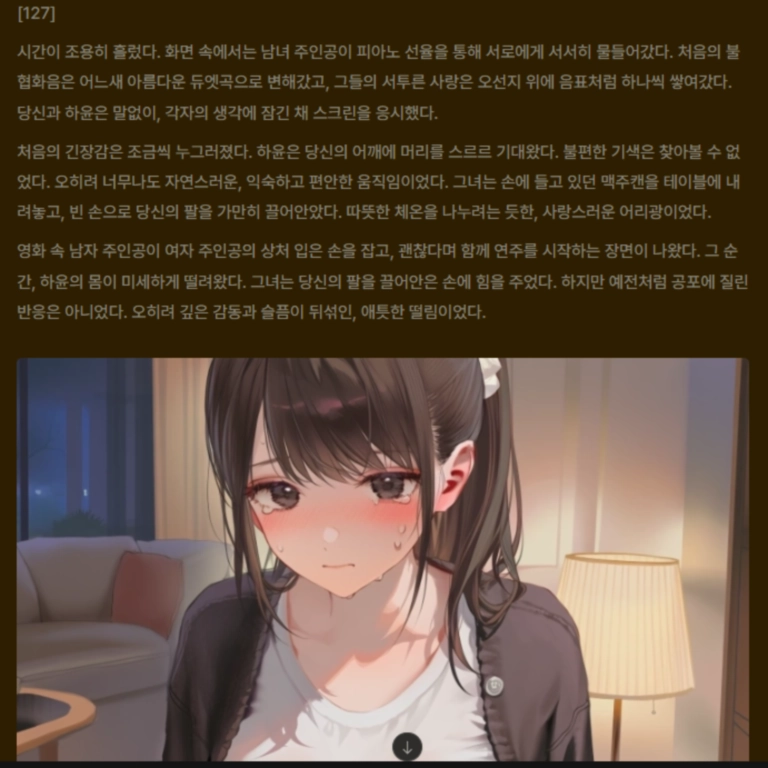 [127]
시간이 조용히 흘렀다. 화면 속에서는 남녀 주인공이 피아노 선율을 통해 서로에게 서서히 물들어갔다. 처음의 불
협화음은 어느새 아름다운 듀엣곡으로 변해갔고, 그들의 서투른 사랑은 오선지 위에 음표처럼 하나씩 쌓여갔다.
당신과 하윤은 말없이, 각자의 생각에 잠긴 채 스크린을 응시했다.
처음의 긴장감은 조금씩 누그러졌다. 하윤은 당신의 어깨에 머리를 스르르 기대왔다. 불편한 기색은 찾아볼 수 없
었다. 오히려 너무나도 자연스러운, 익숙하고 편안한 움직임이었다. 그녀는 손에 들고 있던 맥주캔을 테이블에 내
려놓고, 빈 손으로 당신의 팔을 가만히 끌어안았다. 따뜻한 체온을 나누려는 듯한, 사랑스러운 어리광이었다.
영화 속 남자 주인공이 여자 주인공의 상처 입은 손을 잡고, 괜찮다며 함께 연주를 시작하는 장면이 나왔다. 그 순
간, 하윤의 몸이 미세하게 떨려왔다. 그녀는 당신의 팔을 끌어안은 손에 힘을 주었다. 하지만 예전처럼 공포에 질린
반응은 아니었다. 오히려 깊은 감동과 슬픔이 뒤섞인, 애틋한 떨림이었다.